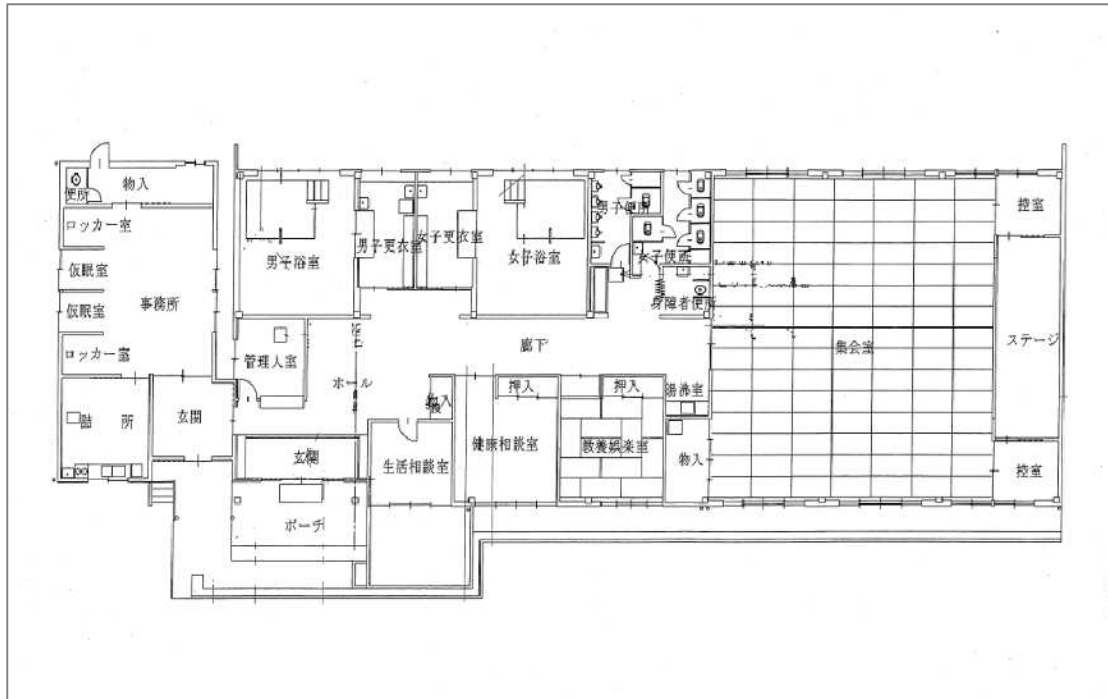 便所
物入
ロッカー室
仮眠室
仮眠室
事務所
ロッカー室
詰所
玄関
男子浴室
男子更衣室
女子更衣室
女子浴室
男子便所
女子便所
身障者便所
管理人室
ホール
廊下
物入
押入
押入
湯沸室
玄関
生活相談室
健康相談室
教養娯楽室
物入
ポーチ
集会室
控室
ステージ
控室